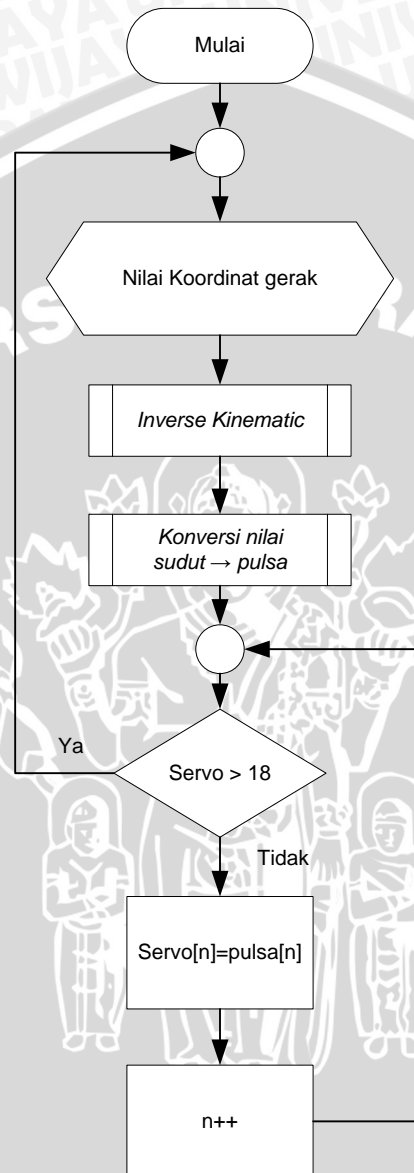 Mulai
Nilai Koordinat gerak
Inverse Kinematic
Konversi nilai
sudut → pulsa
Ya
Servo > 18
Tidak
Servo[n]=pulsa[n]
n++